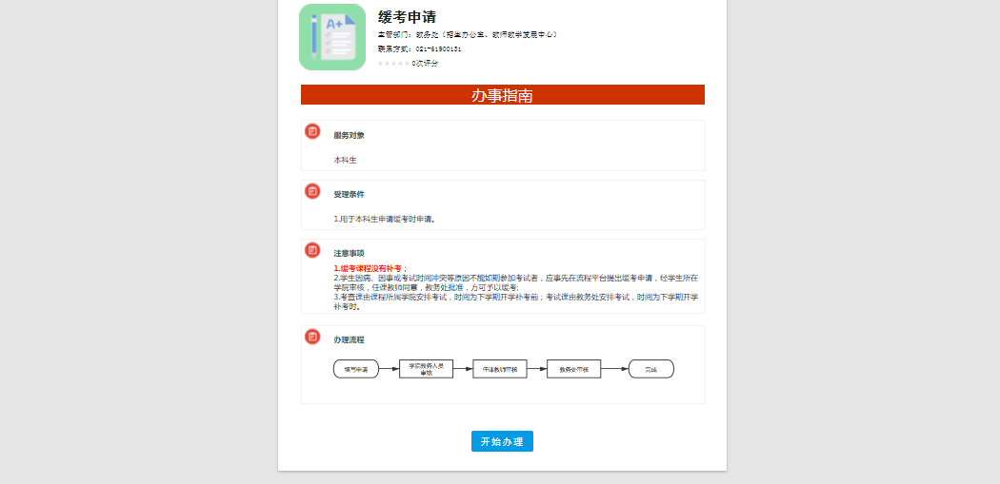 A+
缓考申请
主管部门：教务处（招生办公室、教师教学发展中心）
联系方式：021-61900131
0次评分
办事指南
服务对象
本科生
受理条件
1.用于本科生申请缓考时申请。
注意事项
1.缓考课程没有补考；
2.学生因病、因事或考试时间冲突等原因不能如期参加考试者，应事先在流程平台提出缓考申请，经学生所在
学院审核，任课教师同意，教务处批准，方可予以缓考;
3.考查课由课程所属学院安排考试，时间为下学期开学补考前；考试课由教务处安排考试，时间为下学期开学
补考时。
办理流程
填写申请
学院教务人员
审核
任课教师审核
教务处审核
完成
开始办理